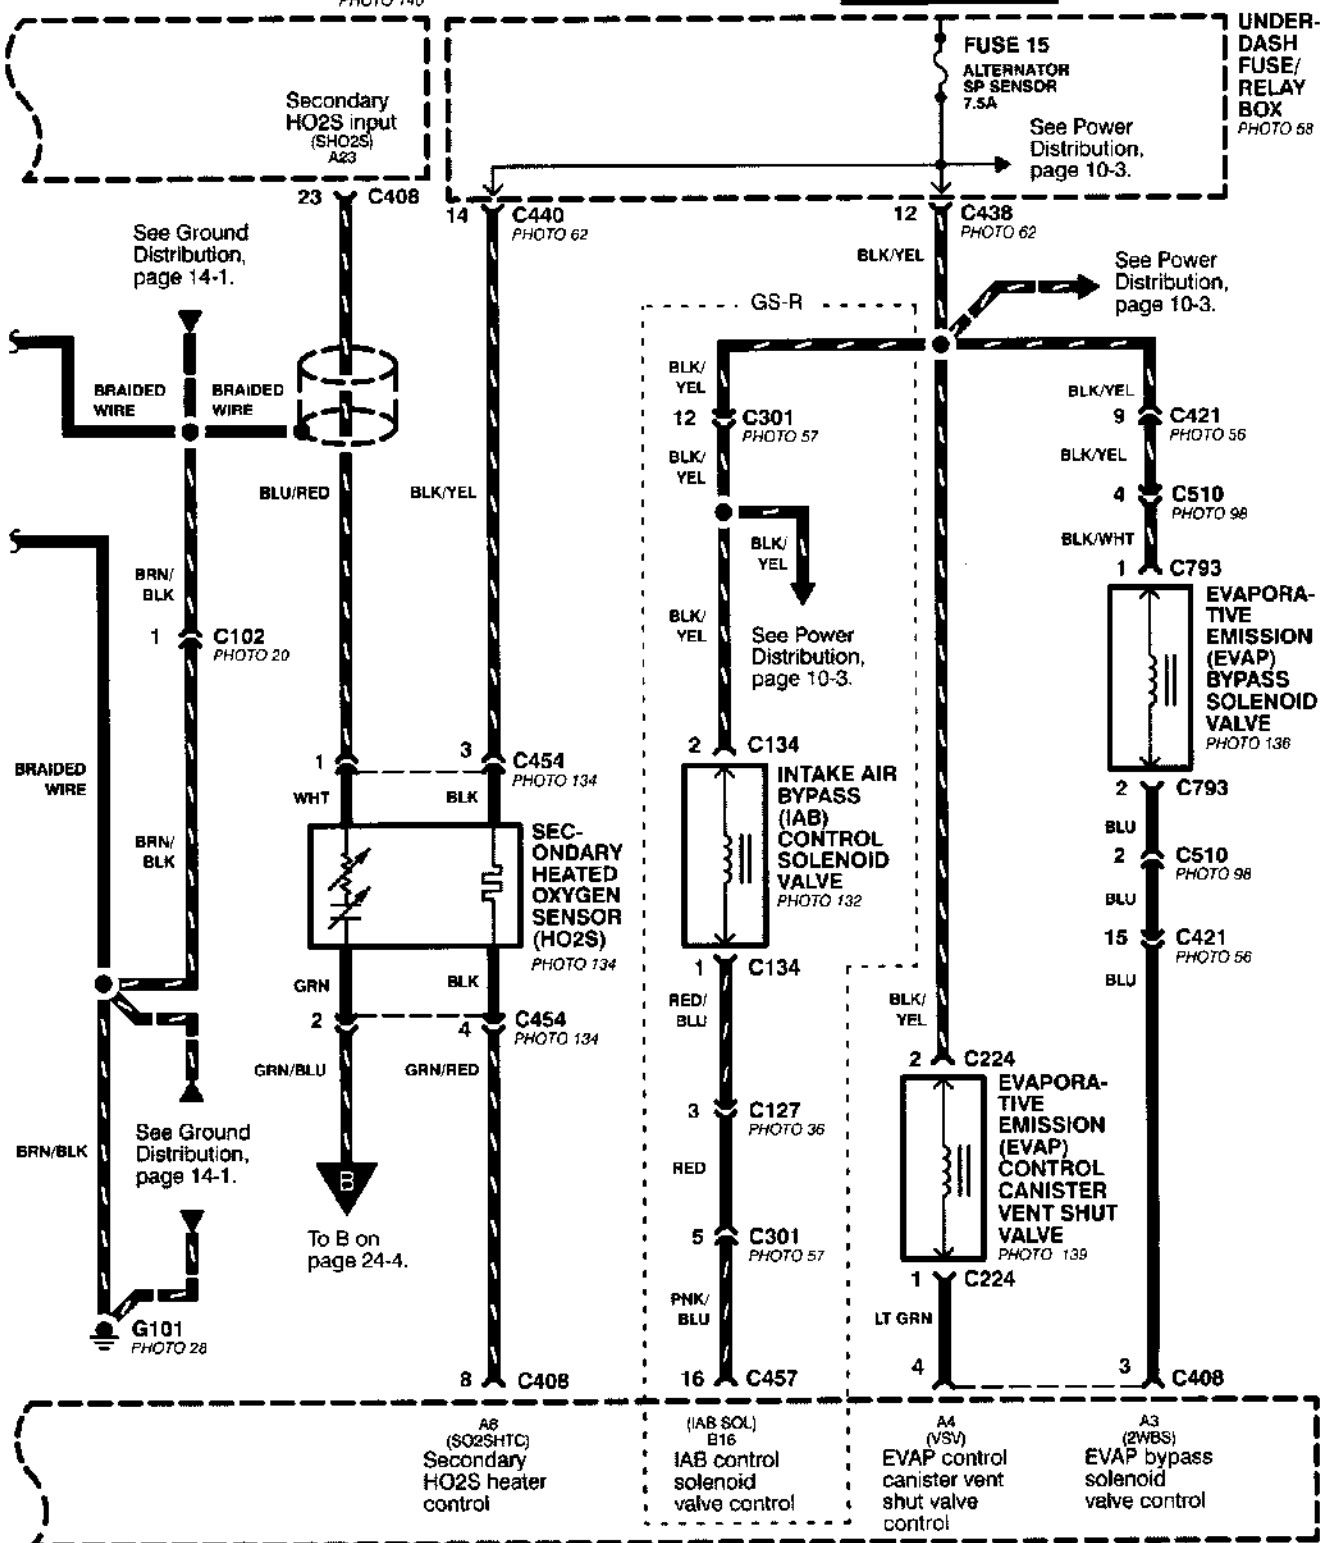 PHOTO 140
UNDER-
DASH
FUSE/
RELAY
BOX
PHOTO 58
FUSE 15
ALTERNATOR
SP SENSOR
7.5A
See Power
Distribution,
page 10-3.
Secondary
HO2S input
(SHO2S)
A23
23 C408
14 C440
PHOTO 62
12 C438
PHOTO 62
BLK/YEL
See Ground
Distribution,
page 14-1.
See Power
Distribution,
page 10-3.
GS-R
BRAIDED
WIRE
BRAIDED
WIRE
BLK/
YEL
12 C301
PHOTO 57
BLK/
YEL
BLK/YEL
9 C421
PHOTO 56
BLK/YEL
4 C510
PHOTO 98
BLK/WHT
1 C793
BLU/RED
BLK/YEL
BLK/
YEL
BRN/
BLK
1 C102
PHOTO 20
BLK/
YEL
See Power
Distribution,
page 10-3.
EVAPORA-
TIVE
EMISSION
(EVAP)
BYPASS
SOLENOID
VALVE
PHOTO 136
BRAIDED
WIRE
1
3 C454
PHOTO 134
WHT
BLK
2 C134
INTAKE AIR
BYPASS
(IAB)
CONTROL
SOLENOID
VALVE
PHOTO 132
2 C793
BLU
2 C510
PHOTO 98
BLU
15 C421
PHOTO 56
BLU
BRN/
BLK
SEC-
ONDARY
HEATED
OXYGEN
SENSOR
(HO2S)
PHOTO 134
GRN
BLK
2
4 C454
PHOTO 134
GRN/BLU
GRN/RED
1 C134
RED/
BLU
BLK/
YEL
2 C224
EVAPORA-
TIVE
EMISSION
(EVAP)
CONTROL
CANISTER
VENT SHUT
VALVE
PHOTO 139
3 C127
PHOTO 36
RED
5 C301
PHOTO 57
PNK/
BLU
BRN/BLK
See Ground
Distribution,
page 14-1.
B
To B on
page 24-4.
1 C224
LT GRN
G101
PHOTO 28
8 C408
16 C457
4
3 C408
A8
(SO2SHTC)
Secondary
HO2S heater
control
(IAB SOL)
B16
IAB control
solenoid
valve control
A4
(VSV)
EVAP control
canister vent
shut valve
control
A3
(2WBS)
EVAP bypass
solenoid
valve control